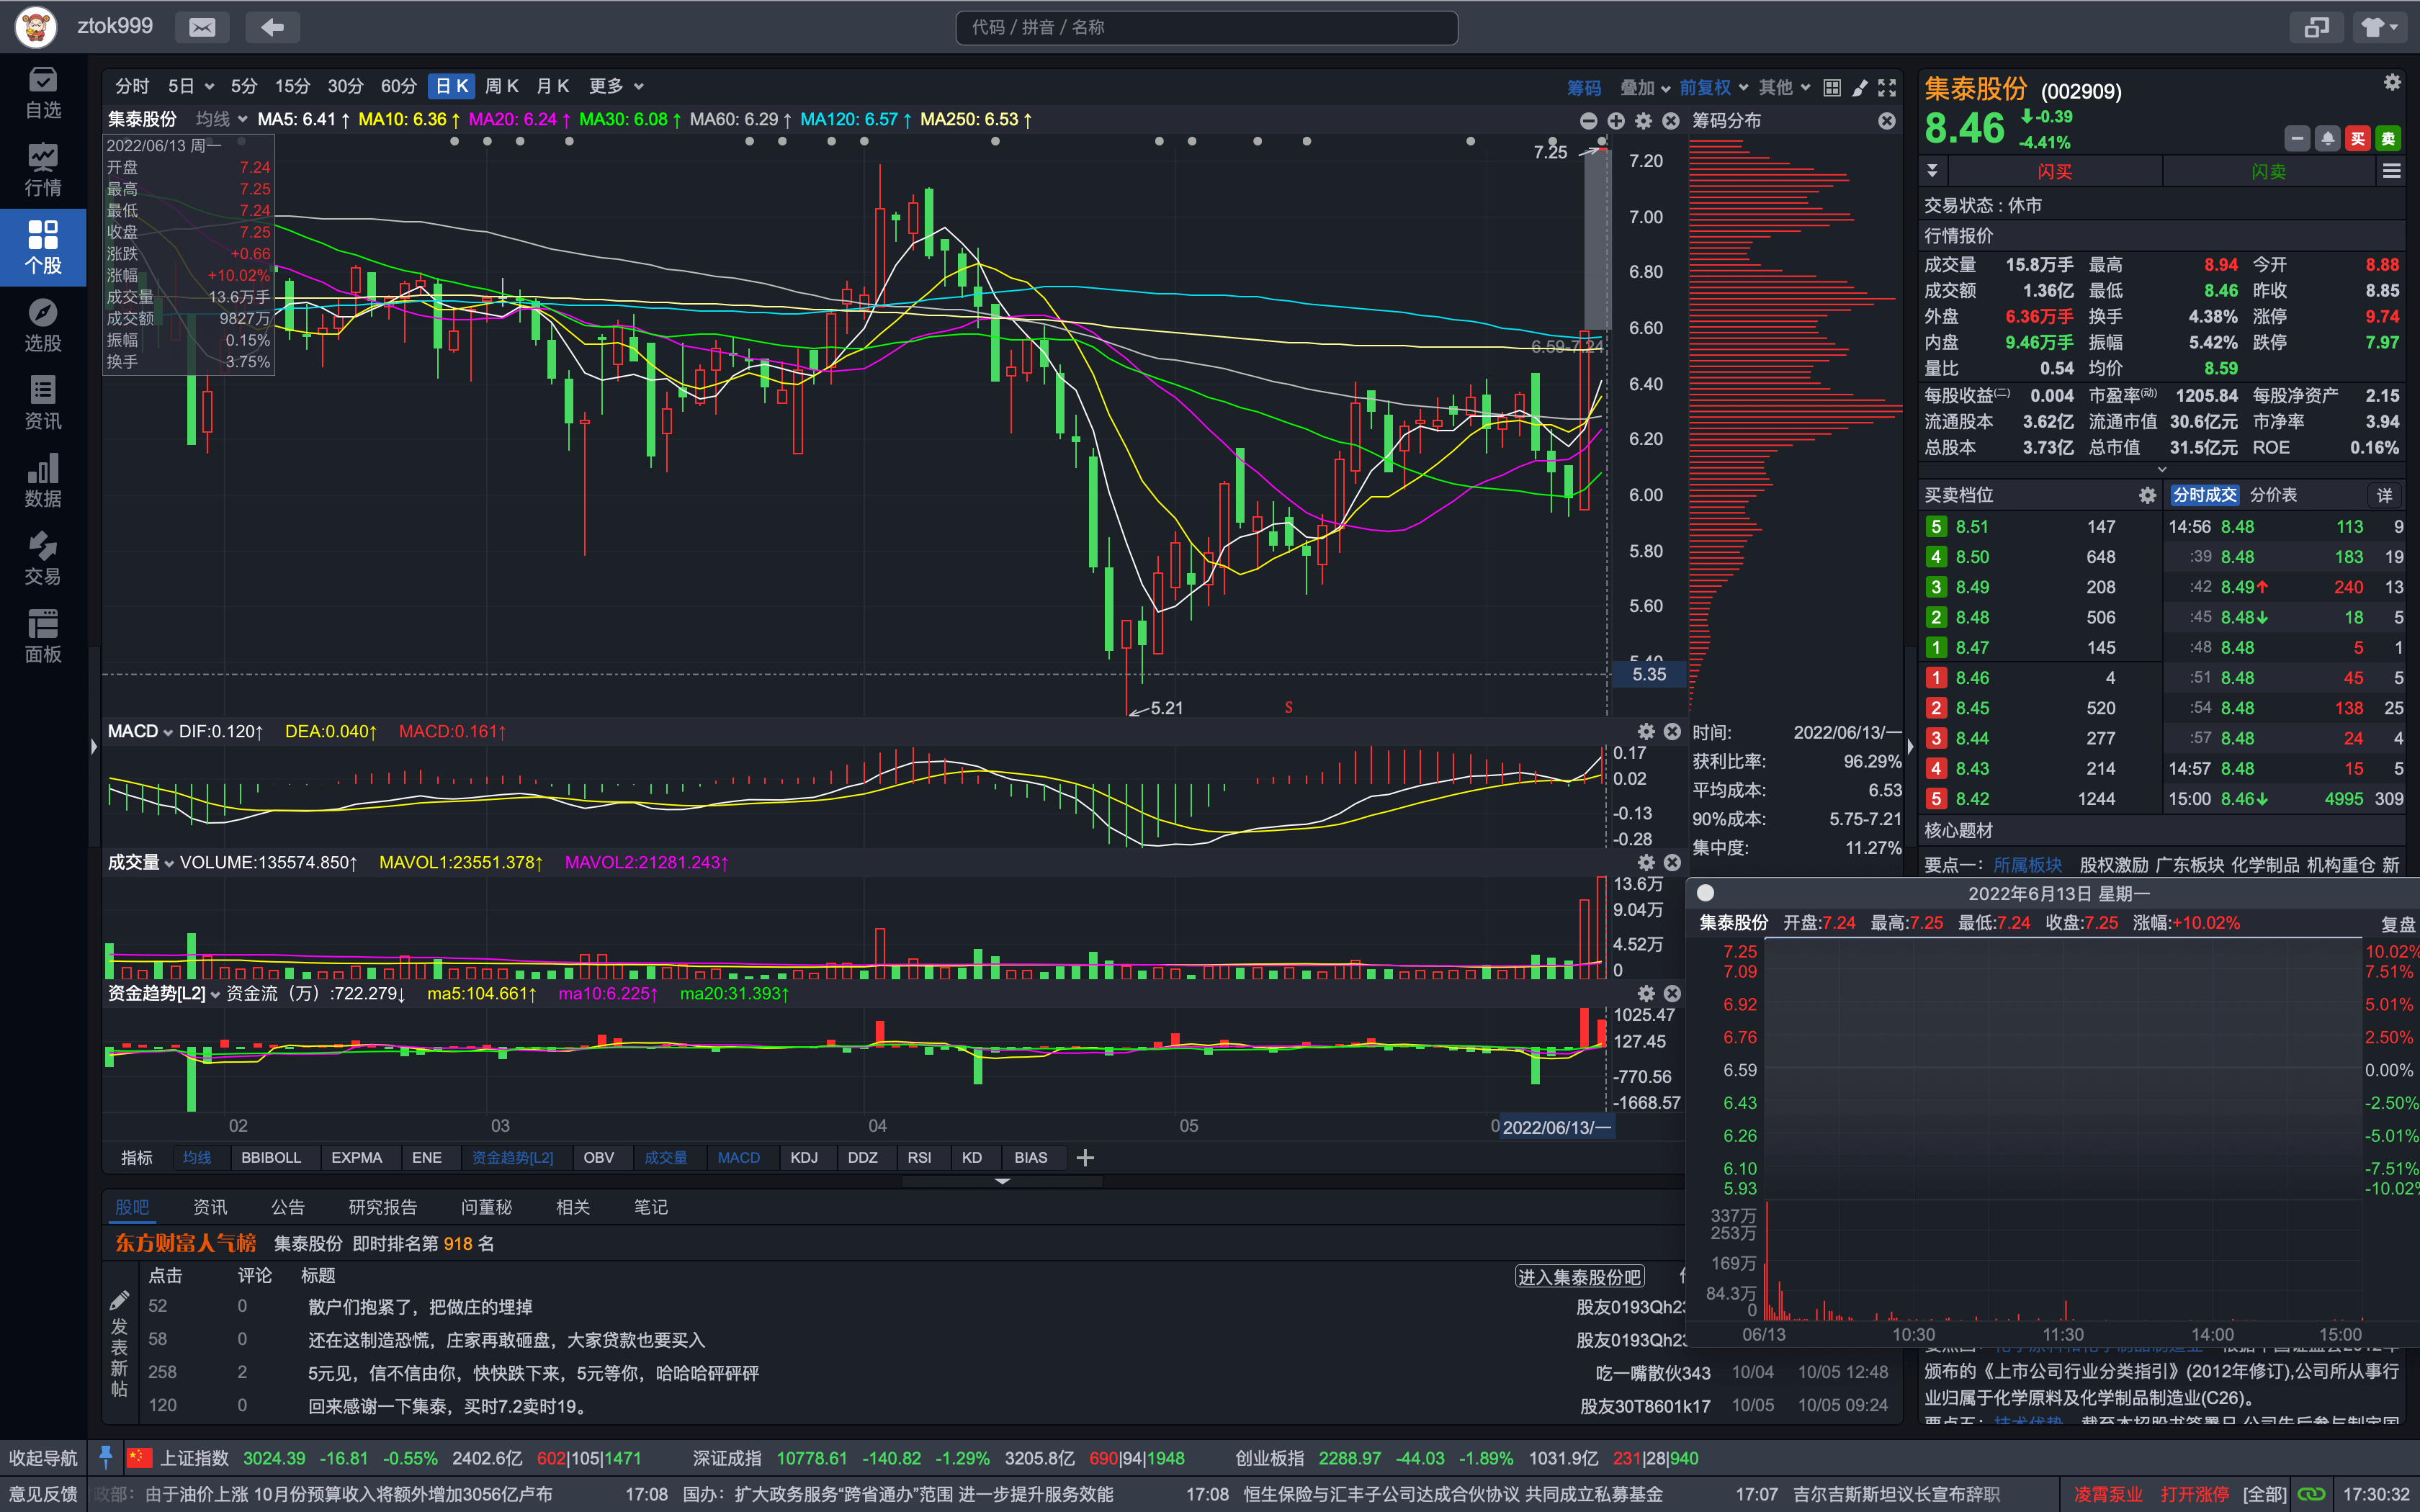 ztok999
代码 / 拼音 / 名称
自选
行情
个股
选股
资讯
数据
交易
面板
分时 5日 5分 15分 30分 60分 日K 周K 月K 更多
筹码 叠加 前复权 其他
集泰股份 均线 MA5: 6.41↑ MA10: 6.36↑ MA20: 6.24↑ MA30: 6.08↑ MA60: 6.29↑ MA120: 6.57↑ MA250: 6.53↑
2022/06/13 周一
开盘 7.24
最高 7.25
最低 7.24
收盘 7.25
涨跌 +0.66
涨幅 +10.02%
成交量 13.6万手
成交额 9827万
振幅 0.15%
换手 3.75%
7.25
6.59-7.24
5.21
S
7.20
7.00
6.80
6.60
6.40
6.20
6.00
5.80
5.60
5.40
5.35
筹码分布
时间: 2022/06/13/一
获利比率: 96.29%
平均成本: 6.53
90%成本: 5.75-7.21
集中度: 11.27%
MACD DIF:0.120↑ DEA:0.040↑ MACD:0.161↑
0.17
0.02
-0.13
-0.28
成交量 VOLUME:135574.850↑ MAVOL1:23551.378↑ MAVOL2:21281.243↑
13.6万
9.04万
4.52万
0
资金趋势[L2] 资金流（万）:722.279↓ ma5:104.661↑ ma10:6.225↑ ma20:31.393↑
1025.47
127.45
-770.56
-1668.57
02 03 04 05 0 2022/06/13/一
指标 均线 BBIBOLL EXPMA ENE 资金趋势[L2] OBV 成交量 MACD KDJ DDZ RSI KD BIAS
股吧 资讯 公告 研究报告 问董秘 相关 笔记
东方财富人气榜 集泰股份 即时排名第 918 名
点击 评论 标题 进入集泰股份吧
52 0 散户们抱紧了，把做庄的埋掉 股友0193Qh23
58 0 还在这制造恐慌，庄家再敢砸盘，大家贷款也要买入 股友0193Qh23
258 2 5元见，信不信由你，快快跌下来，5元等你，哈哈哈砰砰砰 吃一嘴散伙343 10/04 10/05 12:48
120 0 回来感谢一下集泰，买时7.2卖时19。 股友30T8601k17 10/05 10/05 09:24
发表新帖
集泰股份 (002909)
8.46 -0.39
-4.41%
买 卖
闪买 闪卖
交易状态 : 休市
行情报价
成交量 15.8万手 最高 8.94 今开 8.88
成交额 1.36亿 最低 8.46 昨收 8.85
外盘 6.36万手 换手 4.38% 涨停 9.74
内盘 9.46万手 振幅 5.42% 跌停 7.97
量比 0.54 均价 8.59
每股收益(二) 0.004 市盈率(动) 1205.84 每股净资产 2.15
流通股本 3.62亿 流通市值 30.6亿元 市净率 3.94
总股本 3.73亿 总市值 31.5亿元 ROE 0.16%
买卖档位 分时成交 分价表 详
5 8.51 147 14:56 8.48 113 9
4 8.50 648 :39 8.48 183 19
3 8.49 208 :42 8.49↑ 240 13
2 8.48 506 :45 8.48↓ 18 5
1 8.47 145 :48 8.48 5 1
1 8.46 4 :51 8.48 45 5
2 8.45 520 :54 8.48 138 25
3 8.44 277 :57 8.48 24 4
4 8.43 214 14:57 8.48 15 5
5 8.42 1244 15:00 8.46↓ 4995 309
核心题材
要点一： 所属板块 股权激励 广东板块 化学制品 机构重仓 新
2022年6月13日 星期一
集泰股份 开盘:7.24 最高:7.25 最低:7.24 收盘:7.25 涨幅:+10.02% 复盘
7.25 10.02%
7.09 7.51%
6.92 5.01%
6.76 2.50%
6.59 0.00%
6.43 -2.50%
6.26 -5.01%
6.10 -7.51%
5.93 -10.02%
337万
253万
169万
84.3万
0
06/13 10:30 11:30 14:00 15:00
颁布的《上市公司行业分类指引》(2012年修订),公司所从事行
业归属于化学原料及化学制品制造业(C26)。
收起导航 上证指数 3024.39 -16.81 -0.55% 2402.6亿 602|105|1471 深证成指 10778.61 -140.82 -1.29% 3205.8亿 690|94|1948 创业板指 2288.97 -44.03 -1.89% 1031.9亿 231|28|940
意见反馈 政部：由于油价上涨 10月份预算收入将额外增加3056亿卢布 17:08 国办：扩大政务服务“跨省通办”范围 进一步提升服务效能 17:08 恒生保险与汇丰子公司达成合伙协议 共同成立私募基金 17:07 吉尔吉斯斯坦议长宣布辞职 凌霄泵业 打开涨停 [全部] 17:30:32